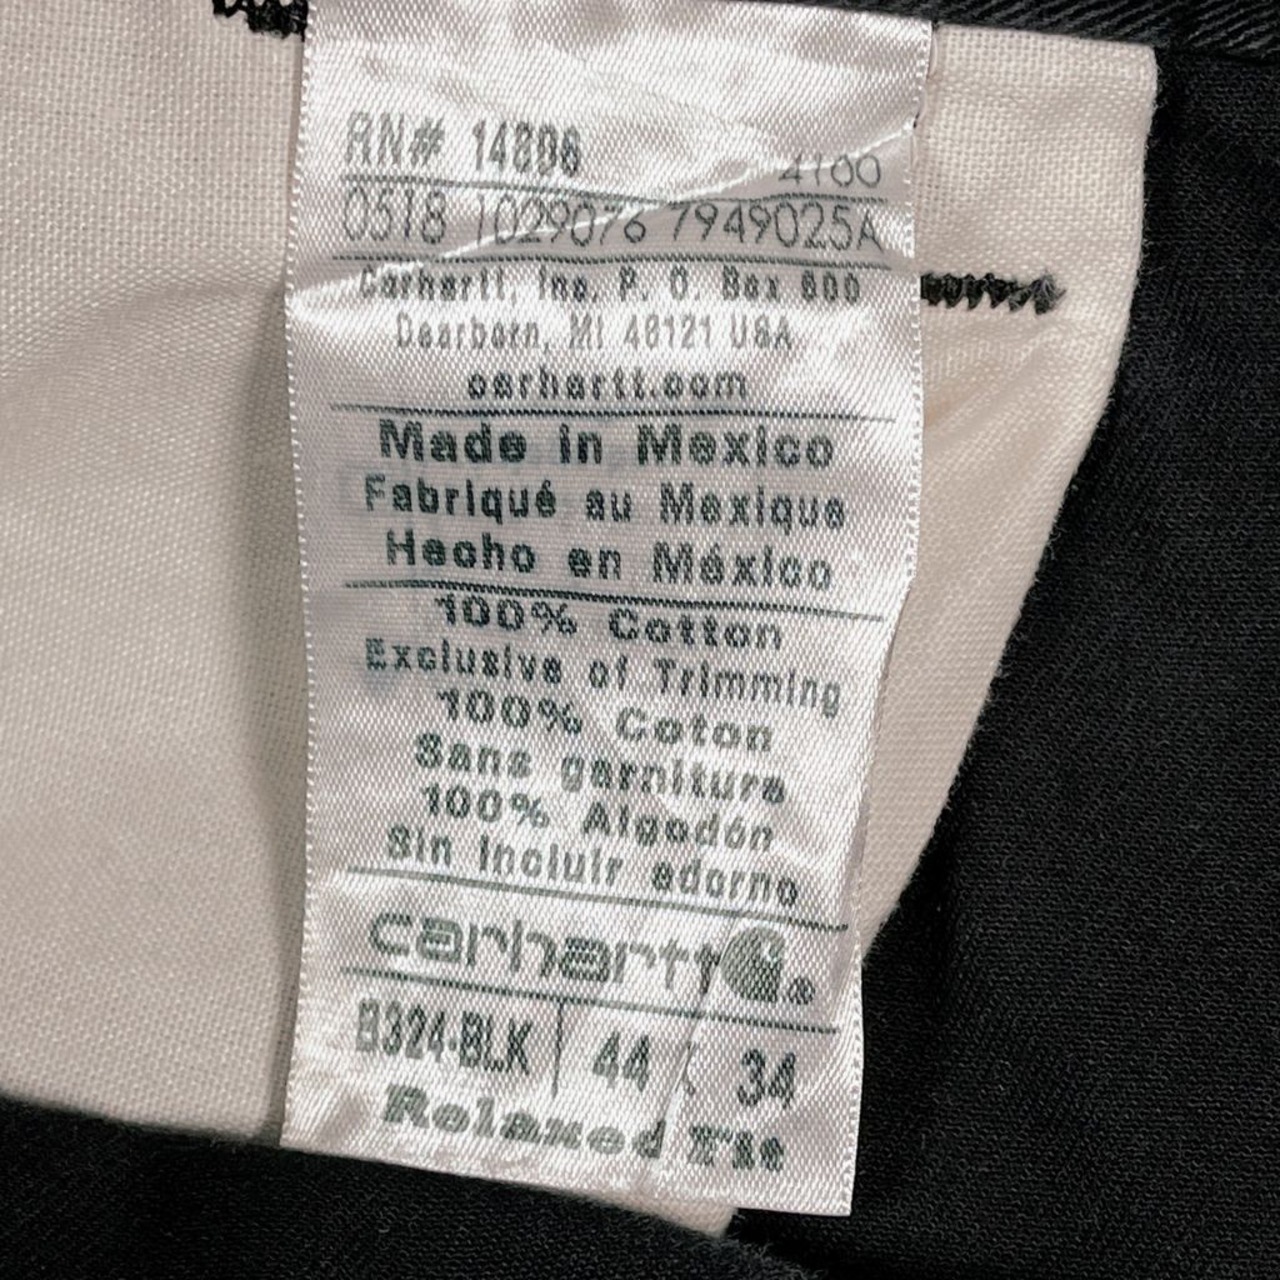 RN# 14806
4100
0518 1029076 7949025A
Carhartt, Inc. P. O. Box 600
Dearborn, MI 48121 USA
carhartt.com
Made in Mexico
Fabriqué au Mexique
Hecho en México
100% Cotton
Exclusive of Trimming
100% Coton
Sans garniture
100% Algodón
Sin incluir adorno
carhartt®
B324-BLK 44 34
Relaxed Fit